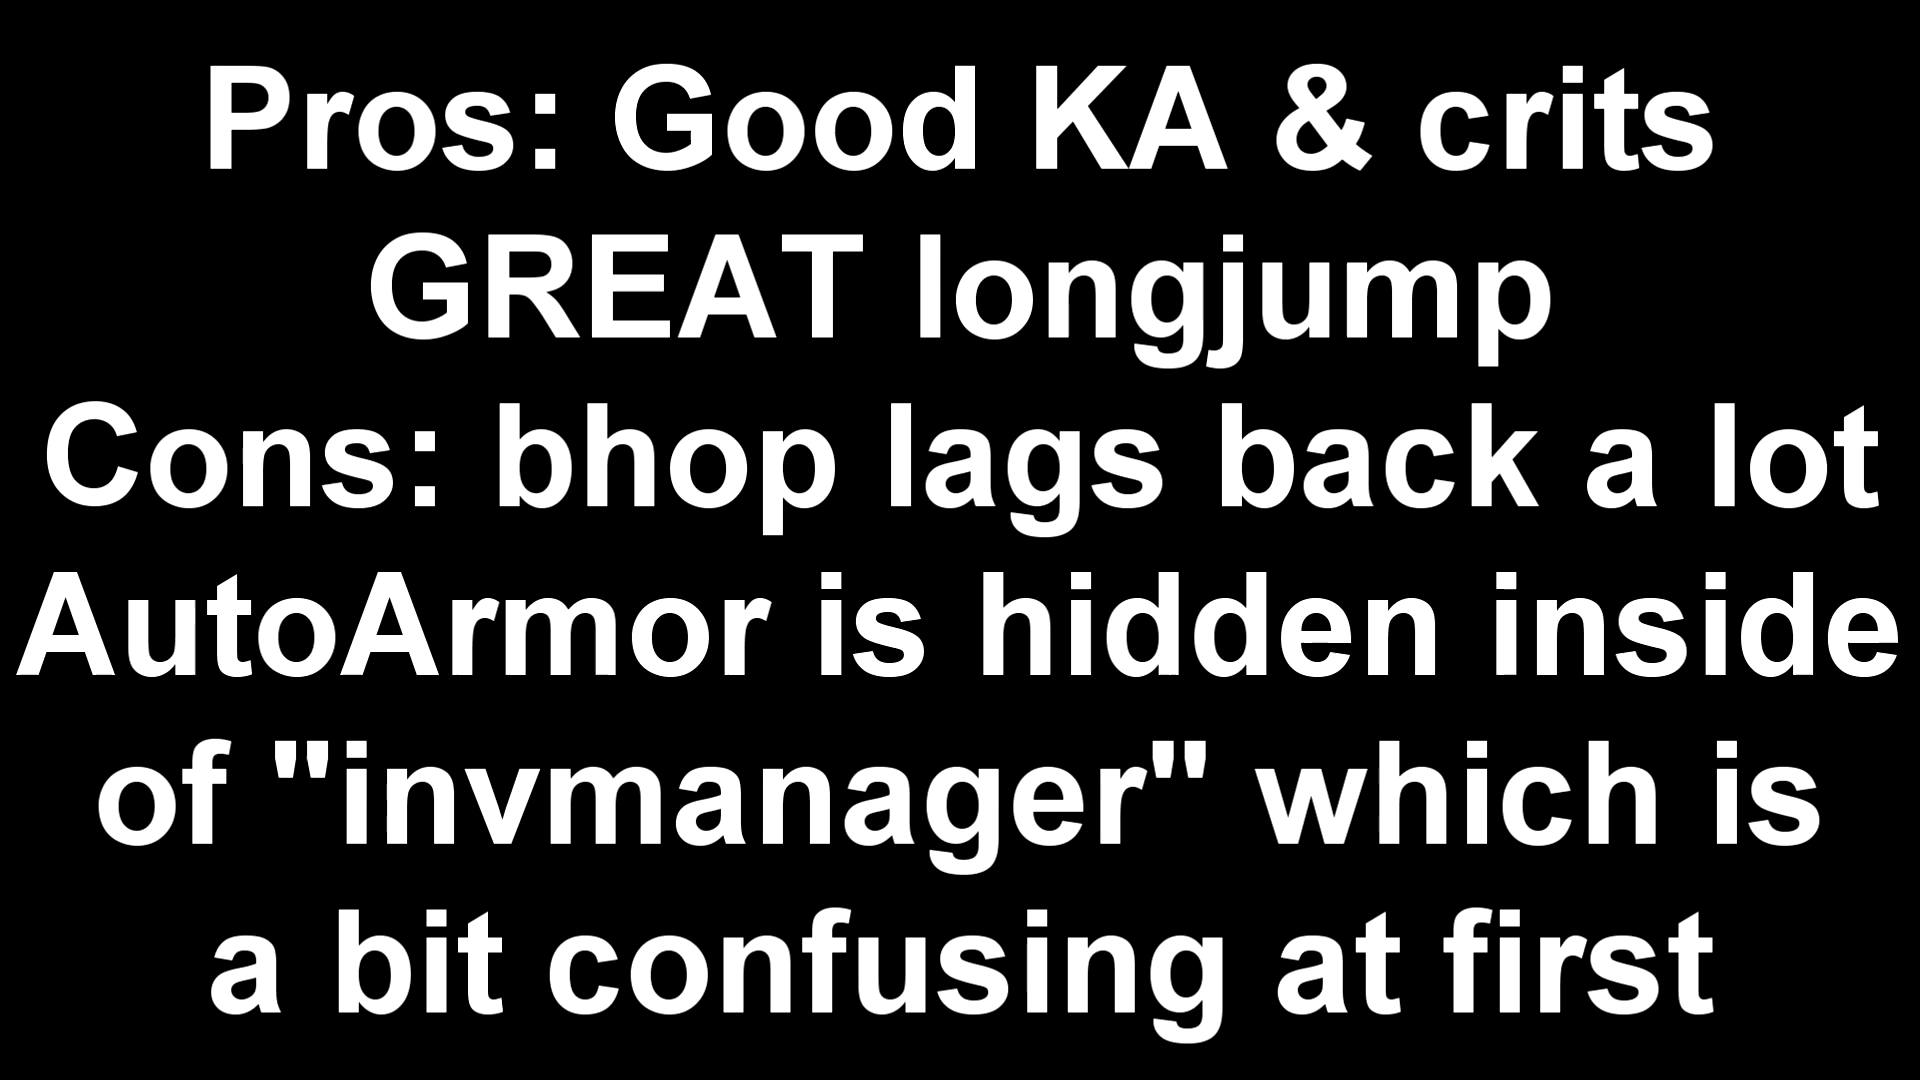 Pros: Good KA & crits
GREAT longjump
Cons: bhop lags back a lot
AutoArmor is hidden inside
of "invmanager" which is
a bit confusing at first